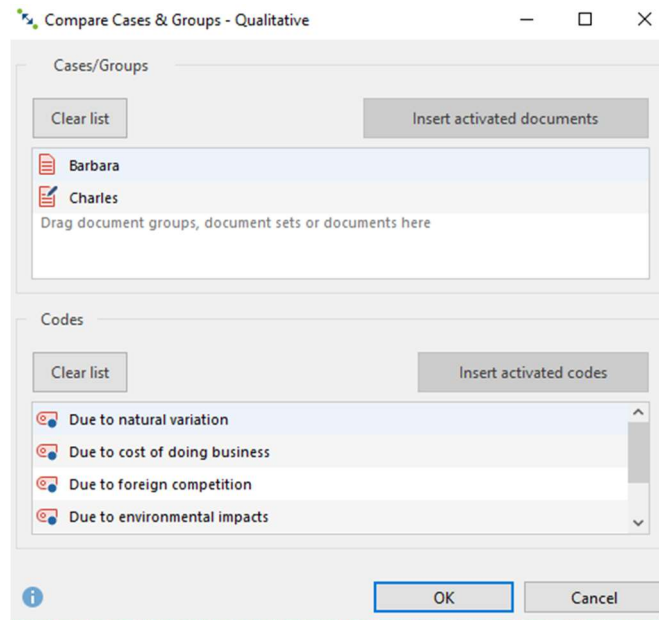 Compare Cases & Groups - Qualitative
Cases/Groups
Clear list
Insert activated documents
Barbara
Charles
Drag document groups, document sets or documents here
Codes
Clear list
Insert activated codes
Due to natural variation
Due to cost of doing business
Due to foreign competition
Due to environmental impacts
OK
Cancel